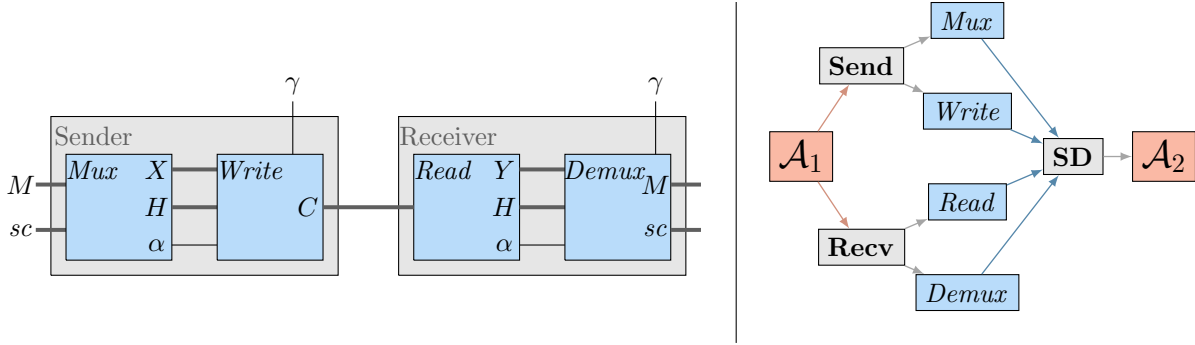 γ
Sender
Mux X
H
α
Write
C
M
sc
γ
Receiver
Read Y
H
α
Demux
M
sc
Mux
Send
Write
𝒜₁
SD
𝒜₂
Read
Recv
Demux